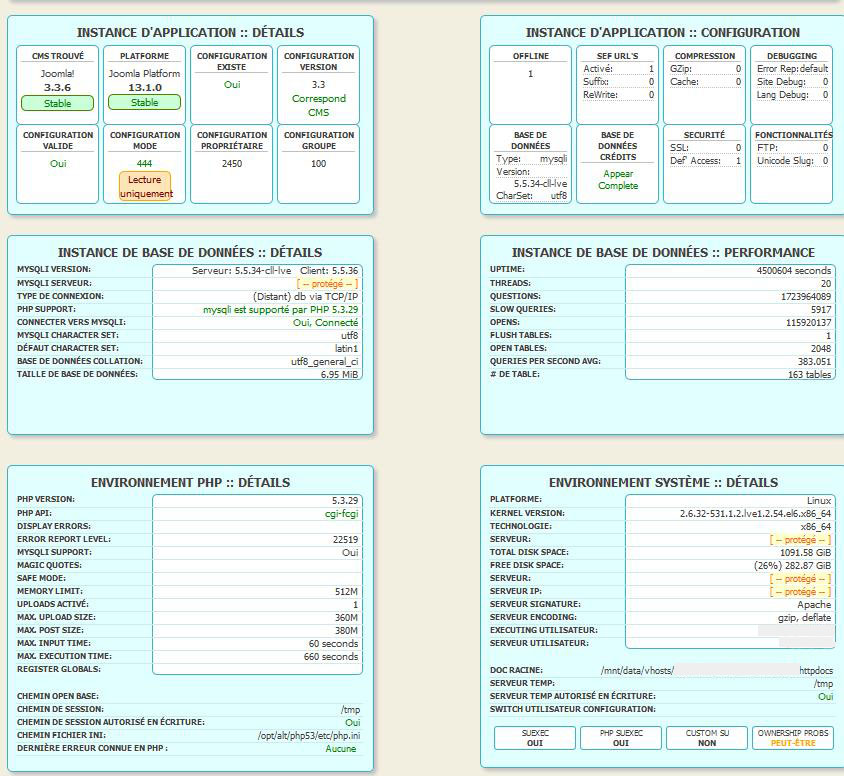 INSTANCE D'APPLICATION :: DÉTAILS
CMS TROUVÉ
Joomla!
3.3.6
Stable
PLATFORME
Joomla Platform
13.1.0
Stable
CONFIGURATION
EXISTE
Oui
CONFIGURATION
VERSION
3.3
Correspond
CMS
CONFIGURATION
VALIDE
Oui
CONFIGURATION
MODE
444
Lecture
uniquement
CONFIGURATION
PROPRIÉTAIRE
2450
CONFIGURATION
GROUPE
100
INSTANCE D'APPLICATION :: CONFIGURATION
OFFLINE
1
SEF URL'S
Activé: 1
Suffix: 0
ReWrite: 0
COMPRESSION
GZip: 0
Cache: 0
DEBUGGING
Error Rep:default
Site Debug: 0
Lang Debug: 0
BASE DE
DONNÉES
Type: mysqli
Version:
5.5.34-cll-lve
CharSet: utf8
BASE DE
DONNÉES
CRÉDITS
Appear
Complete
SECURITÉ
SSL: 0
Def' Access: 1
FONCTIONNALITÉS
FTP: 0
Unicode Slug: 0
INSTANCE DE BASE DE DONNÉES :: DÉTAILS
MYSQLI VERSION: Serveur: 5.5.34-cll-lve Client: 5.5.36
MYSQLI SERVEUR: [ -- protégé -- ]
TYPE DE CONNEXION: (Distant) db via TCP/IP
PHP SUPPORT: mysqli est supporté par PHP 5.3.29
CONNECTER VERS MYSQLI: Oui, Connecté
MYSQLI CHARACTER SET: utf8
DÉFAUT CHARACTER SET: latin1
BASE DE DONNÉES COLLATION: utf8_general_ci
TAILLE DE BASE DE DONNÉES: 6.95 MiB
INSTANCE DE BASE DE DONNÉES :: PERFORMANCE
UPTIME: 4500604 seconds
THREADS: 20
QUESTIONS: 1723964089
SLOW QUERIES: 5917
OPENS: 115920137
FLUSH TABLES: 1
OPEN TABLES: 2048
QUERIES PER SECOND AVG: 383.051
# DE TABLE: 163 tables
ENVIRONNEMENT PHP :: DÉTAILS
PHP VERSION: 5.3.29
PHP API: cgi-fcgi
DISPLAY ERRORS:
ERROR REPORT LEVEL: 22519
MYSQLI SUPPORT: Oui
MAGIC QUOTES:
SAFE MODE:
MEMORY LIMIT: 512M
UPLOADS ACTIVÉ: 1
MAX. UPLOAD SIZE: 360M
MAX. POST SIZE: 380M
MAX. INPUT TIME: 60 seconds
MAX. EXECUTION TIME: 660 seconds
REGISTER GLOBALS:
CHEMIN OPEN BASE:
CHEMIN DE SESSION: /tmp
CHEMIN DE SESSION AUTORISÉ EN ÉCRITURE: Oui
CHEMIN FICHIER INI: /opt/alt/php53/etc/php.ini
DERNIÈRE ERREUR CONNUE EN PHP : Aucune
ENVIRONNEMENT SYSTÈME :: DÉTAILS
PLATFORME: Linux
KERNEL VERSION: 2.6.32-531.1.2.lve1.2.54.el6.x86_64
TECHNOLOGIE: x86_64
SERVEUR: [ -- protégé -- ]
TOTAL DISK SPACE: 1091.58 GiB
FREE DISK SPACE: (26%) 282.87 GiB
SERVEUR: [ -- protégé -- ]
SERVEUR IP: [ -- protégé -- ]
SERVEUR SIGNATURE: Apache
SERVEUR ENCODING: gzip, deflate
EXECUTING UTILISATEUR:
SERVEUR UTILISATEUR:
DOC RACINE: /mnt/data/vhosts/ httpdocs
SERVEUR TEMP: /tmp
SERVEUR TEMP AUTORISÉ EN ÉCRITURE: Oui
SWITCH UTILISATEUR CONFIGURATION:
SUEXEC
OUI
PHP SUEXEC
OUI
CUSTOM SU
NON
OWNERSHIP PROBS
PEUT-ÊTRE